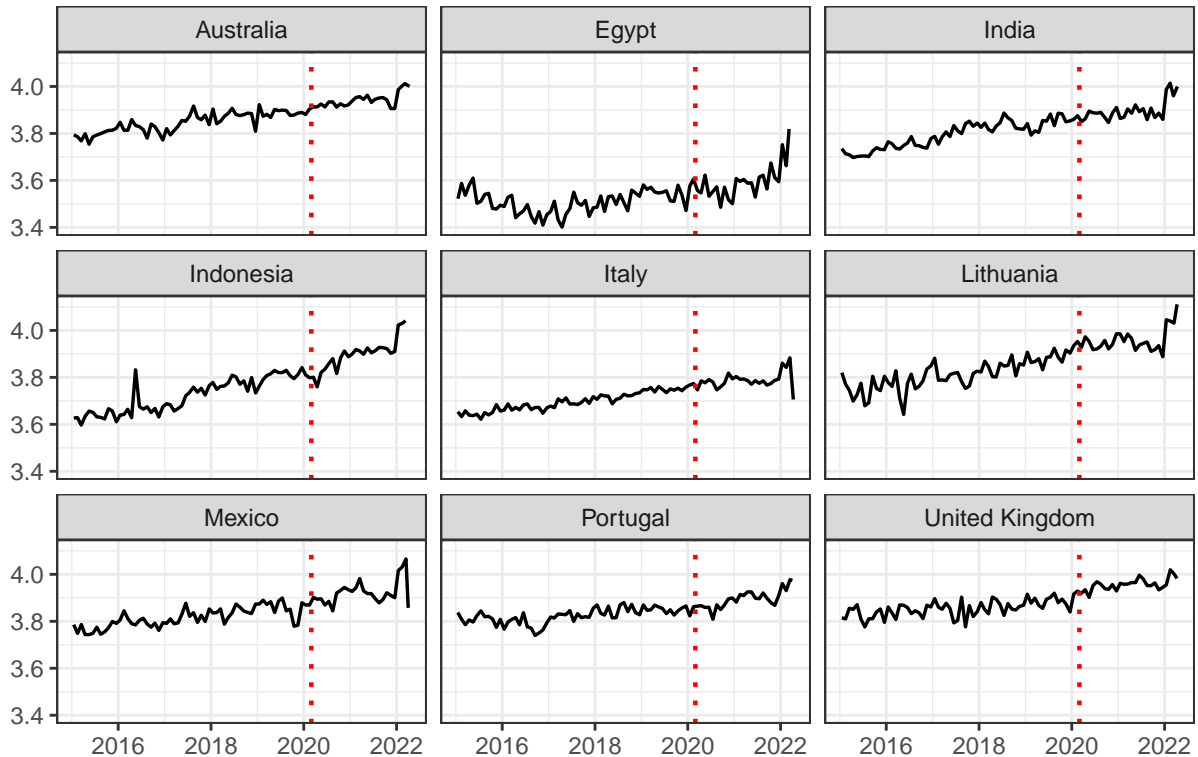 Australia
Egypt
India
4.0
3.8
3.6
3.4
Indonesia
Italy
Lithuania
4.0
3.8
3.6
3.4
Mexico
Portugal
United Kingdom
4.0
3.8
3.6
3.4
2016 2018 2020 2022 2016 2018 2020 2022 2016 2018 2020 2022